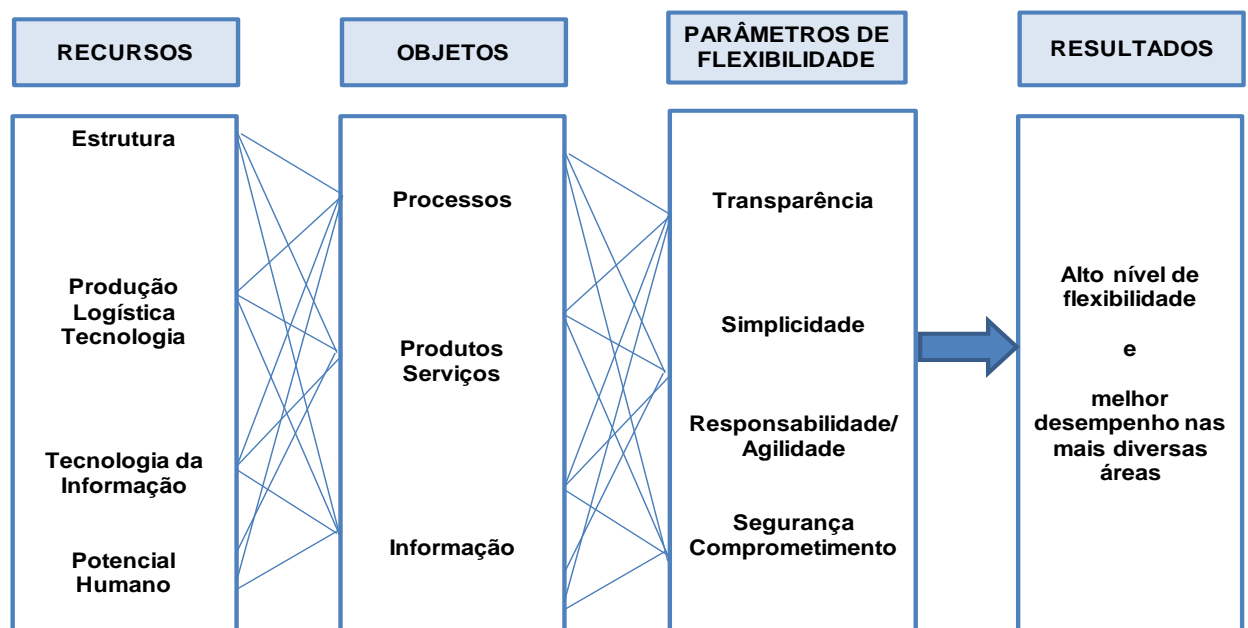 RECURSOS
OBJETOS
PARÂMETROS DE
FLEXIBILIDADE
RESULTADOS
Estrutura
Produção
Logística
Tecnologia
Tecnologia da
Informação
Potencial
Humano
Processos
Produtos
Serviços
Informação
Transparência
Simplicidade
Responsabilidade/
Agilidade
Segurança
Comprometimento
Alto nível de
flexibilidade
e
melhor
desempenho nas
mais diversas
áreas